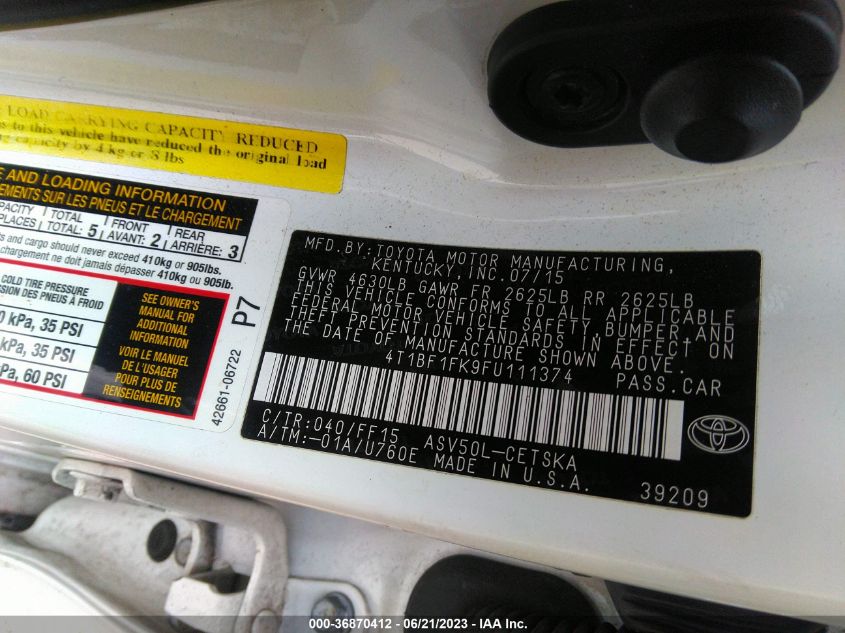 LOAD CARRYING CAPACITY REDUCED
to this vehicle have reduced the original load
capacity by 4 kg or 8 lbs
E AND LOADING INFORMATION
EMENTS SUR LES PNEUS ET LE CHARGEMENT
TOTAL FRONT REAR
TOTAL: 5 AVANT: 2 ARRIÈRE: 3
and cargo should never exceed 410kg or 905lbs.
chargement ne doit jamais dépasser 410kg ou 905lb.
COLD TIRE PRESSURE
DES PNEUS À FROID
kPa, 35 PSI
kPa, 35 PSI
kPa, 60 PSI
SEE OWNER'S
MANUAL FOR
ADDITIONAL
INFORMATION
VOIR LE MANUEL
DE L'USAGER
POUR PLUS DE
RENSEIGNEMENTS
P7
42661-06722
MFD.BY:TOYOTA MOTOR MANUFACTURING,
KENTUCKY,INC.07/15
GVWR 4630LB GAWR FR 2625LB RR 2625LB
THIS VEHICLE CONFORMS TO ALL APPLICABLE
FEDERAL MOTOR VEHICLE SAFETY, BUMPER AND
THEFT PREVENTION STANDARDS IN EFFECT ON
THE DATE OF MANUFACTURE SHOWN ABOVE.
4T1BF1FK9FU111374 PASS.CAR
C/TR:040/FF15 ASV50L-CETSKA
A/TM:-01A/U760E MADE IN U.S.A.
39209
000-36870412 - 06/21/2023 - IAA Inc.